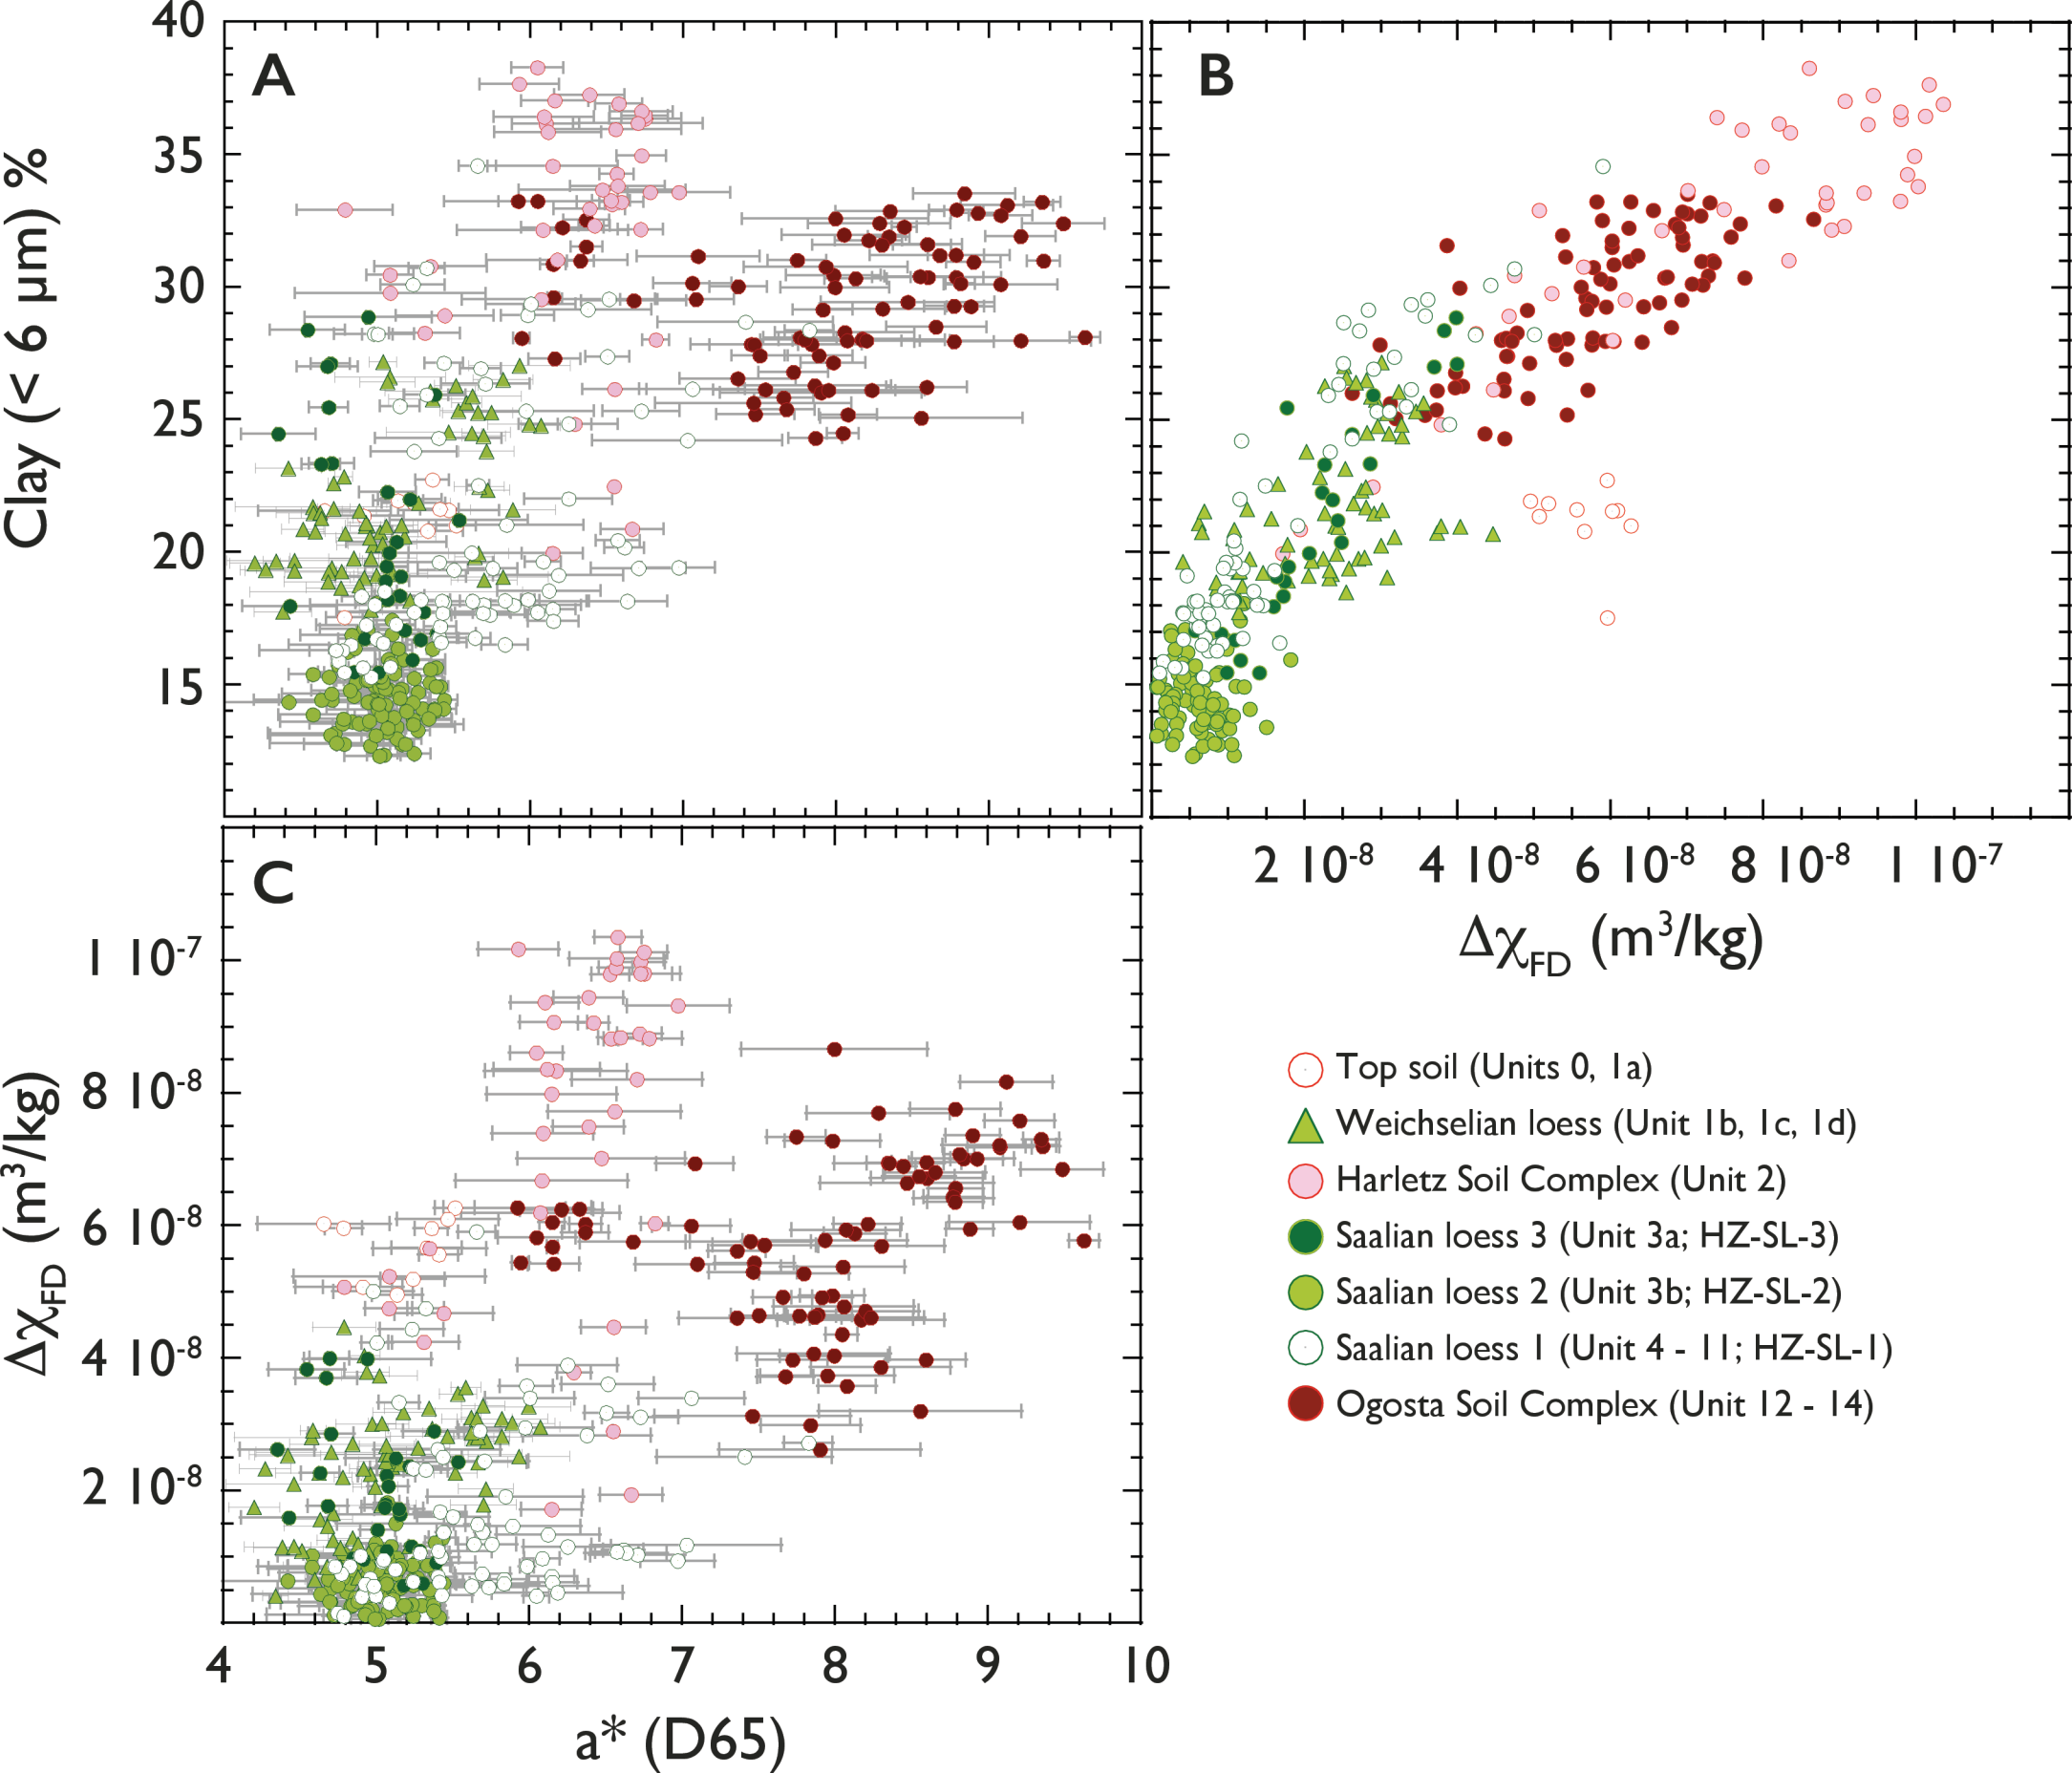 A
B
40
35
30
25
20
15
Clay (< 6 µm) %
2 10-8 4 10-8 6 10-8 8 10-8 1 10-7
ΔχFD (m3/kg)
C
1 10-7
8 10-8
6 10-8
4 10-8
2 10-8
ΔχFD (m3/kg)
4 5 6 7 8 9 10
a* (D65)
Top soil (Units 0, 1a)
Weichselian loess (Unit 1b, 1c, 1d)
Harletz Soil Complex (Unit 2)
Saalian loess 3 (Unit 3a; HZ-SL-3)
Saalian loess 2 (Unit 3b; HZ-SL-2)
Saalian loess 1 (Unit 4 - 11; HZ-SL-1)
Ogosta Soil Complex (Unit 12 - 14)